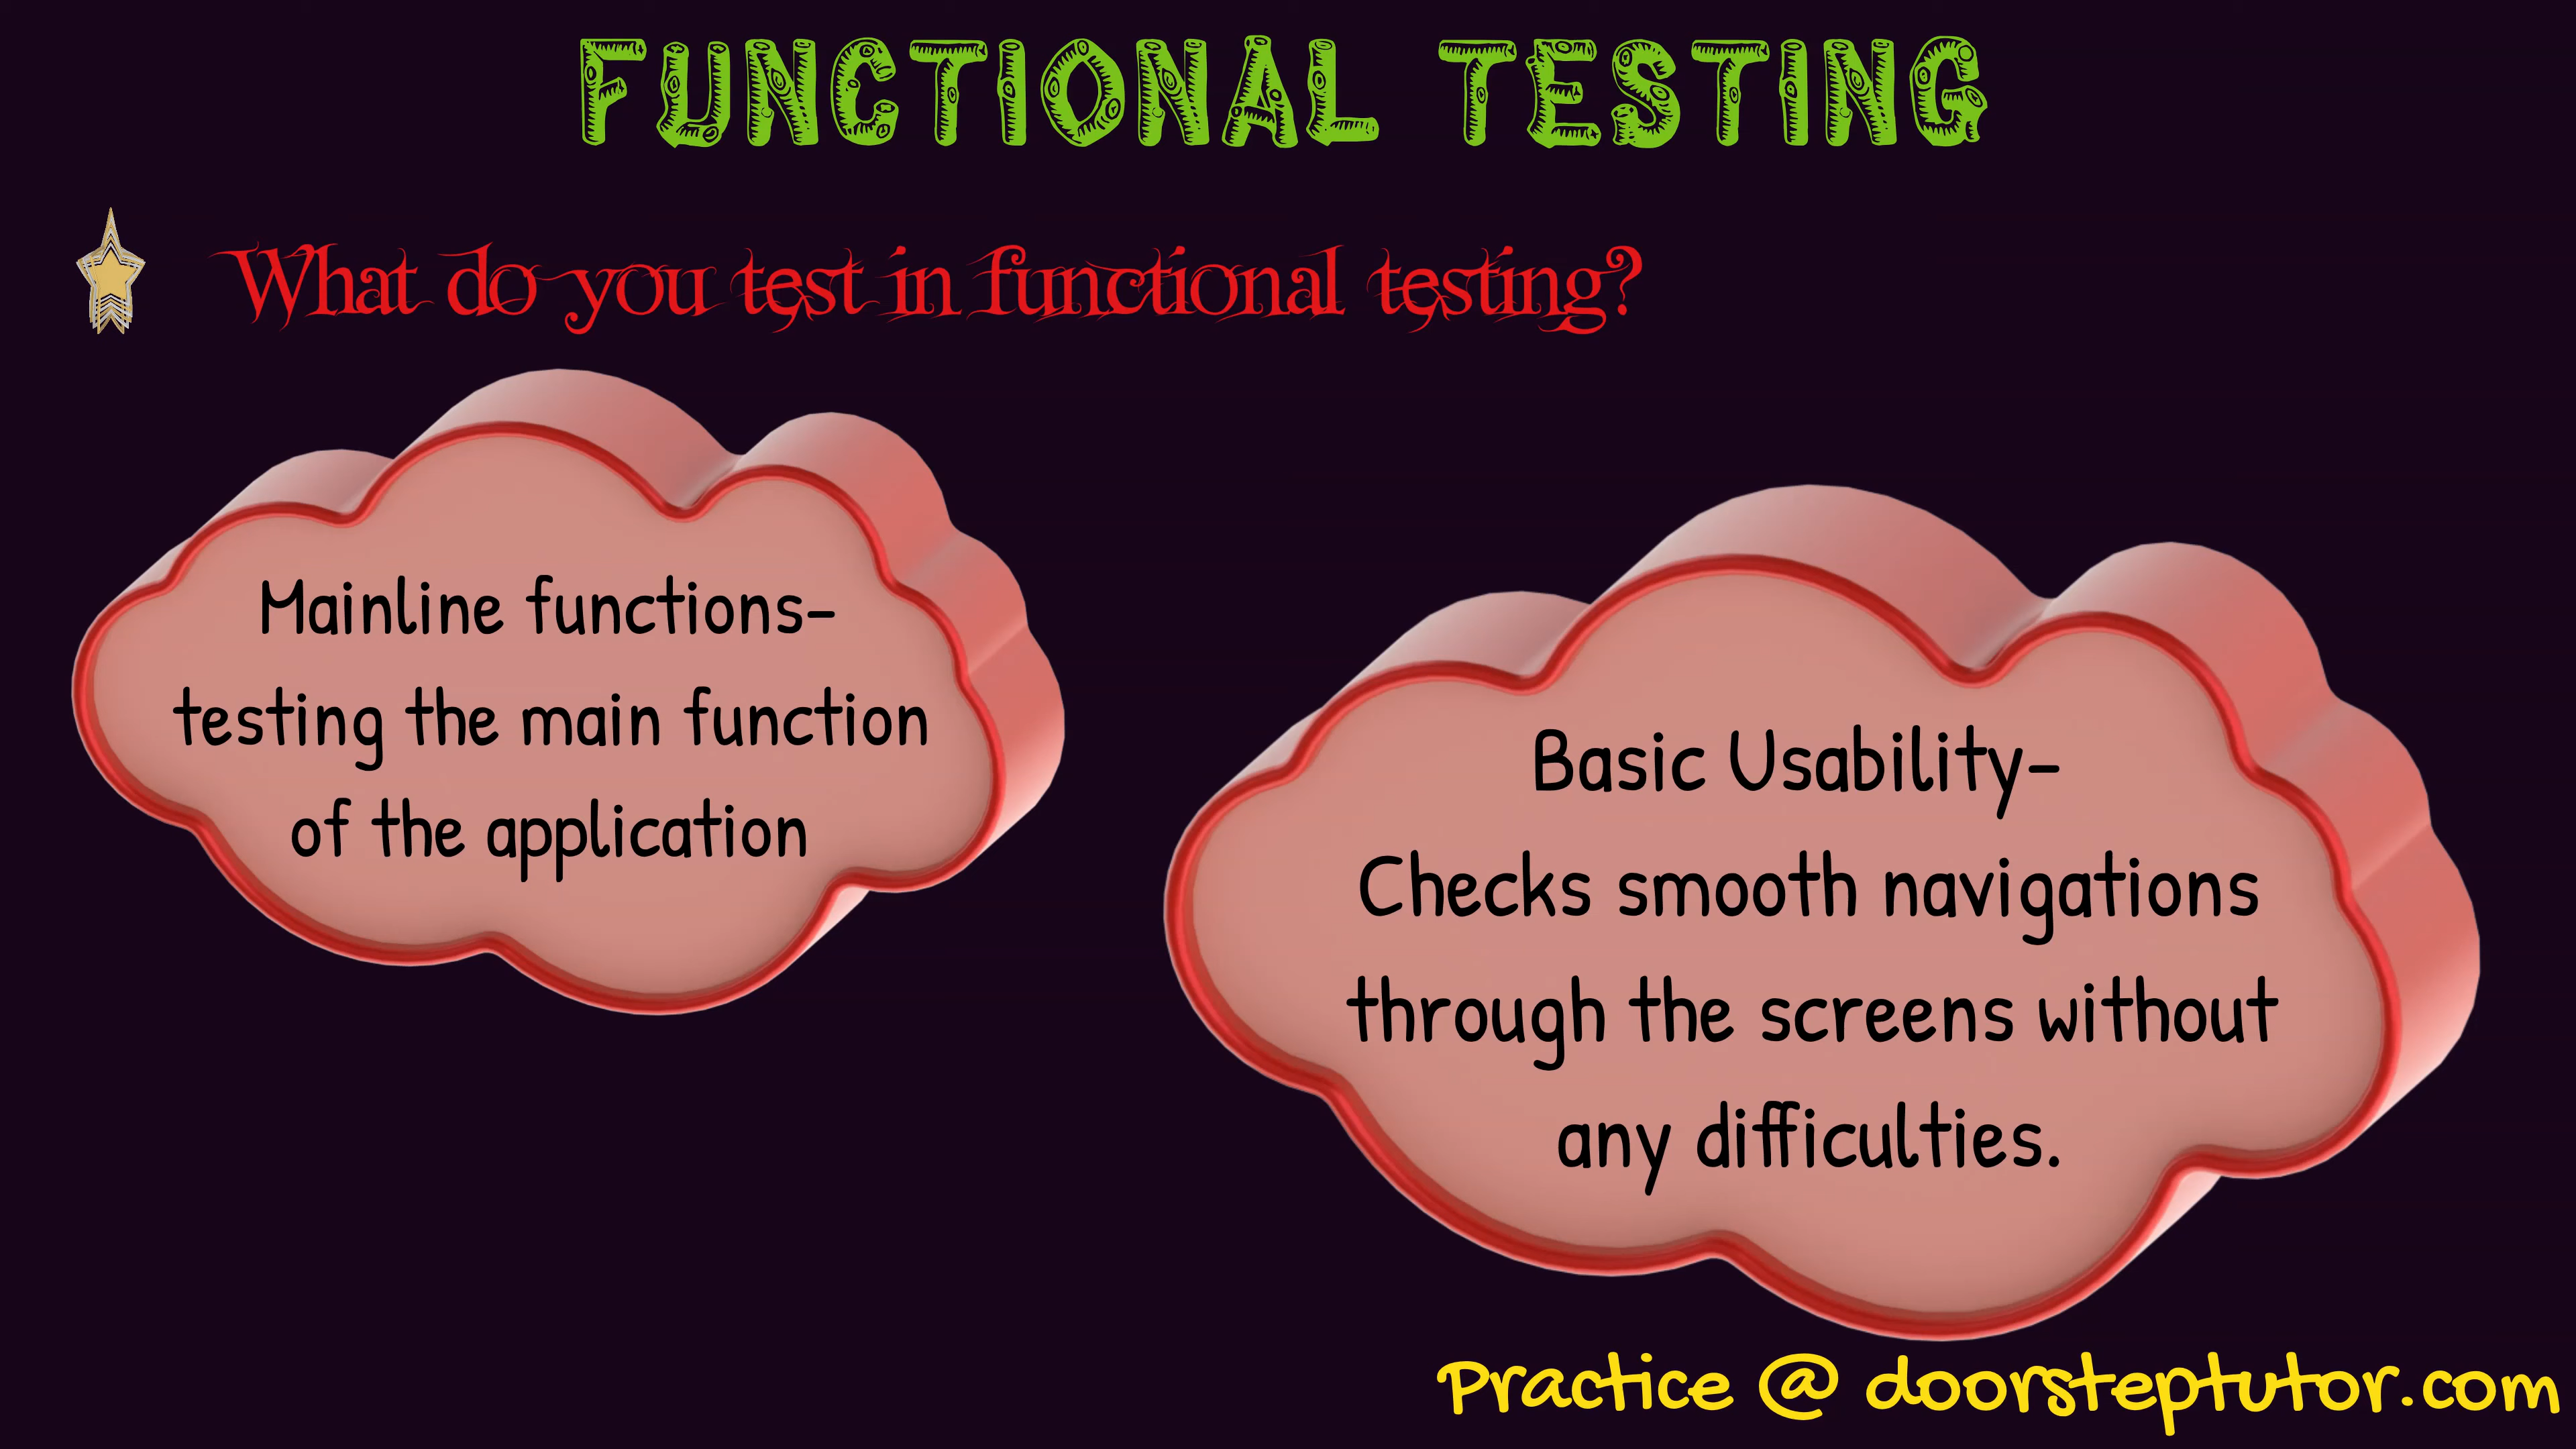 FUNCTIONAL TESTING
What do you test in functional testing?
Mainline functions-
testing the main function
of the application
Basic Usability-
Checks smooth navigations
through the screens without
any difficulties.
Practice @ doorsteptutor.com